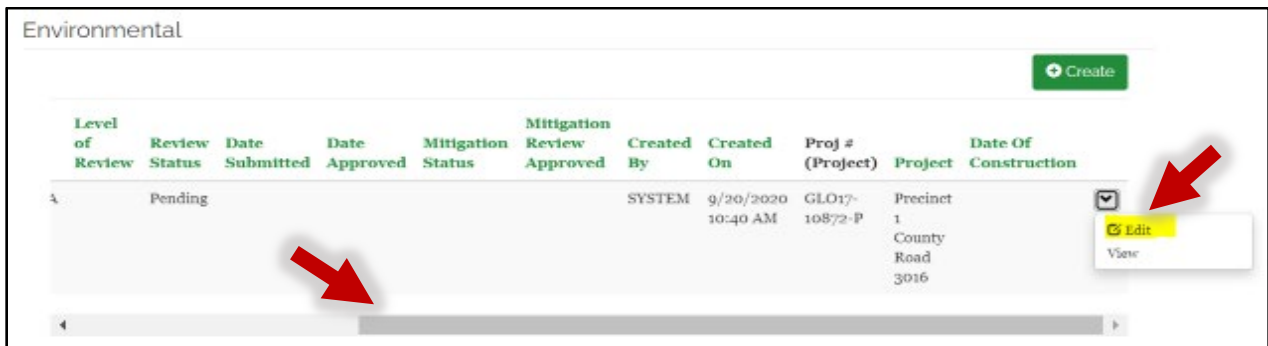 Environmental
Create
Level of Review
Review Status
Date Submitted
Date Approved
Mitigation Status
Mitigation Review Approved
Created By
Created On
Proj # (Project)
Project
Date Of Construction
A
Pending
SYSTEM
9/20/2020 10:40 AM
GLO17-10872-P
Precinct 1 County Road 3016
Edit
View